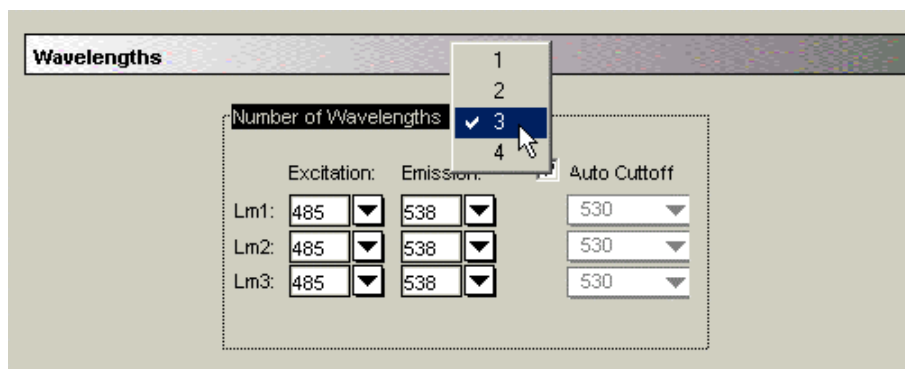 Wavelengths
1
2
Number of Wavelengths ✓ 3
4
Excitation: Emission: Auto Cuttoff
Lm1: 485 538 530
Lm2: 485 538 530
Lm3: 485 538 530